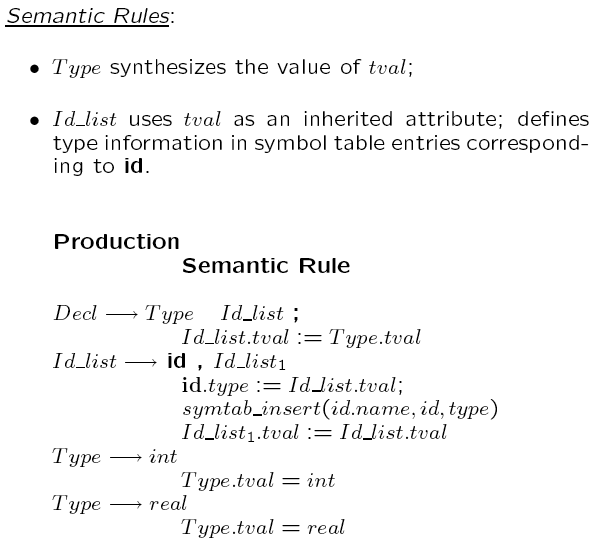 Semantic Rules:
• Type synthesizes the value of tval;
• Id_list uses tval as an inherited attribute; defines
type information in symbol table entries correspond-
ing to id.
Production
Semantic Rule
Decl ⟶ Type Id_list ;
Id_list.tval := Type.tval
Id_list ⟶ id , Id_list₁
id.type := Id_list.tval;
symtab_insert(id.name, id, type)
Id_list₁.tval := Id_list.tval
Type ⟶ int
Type.tval = int
Type ⟶ real
Type.tval = real